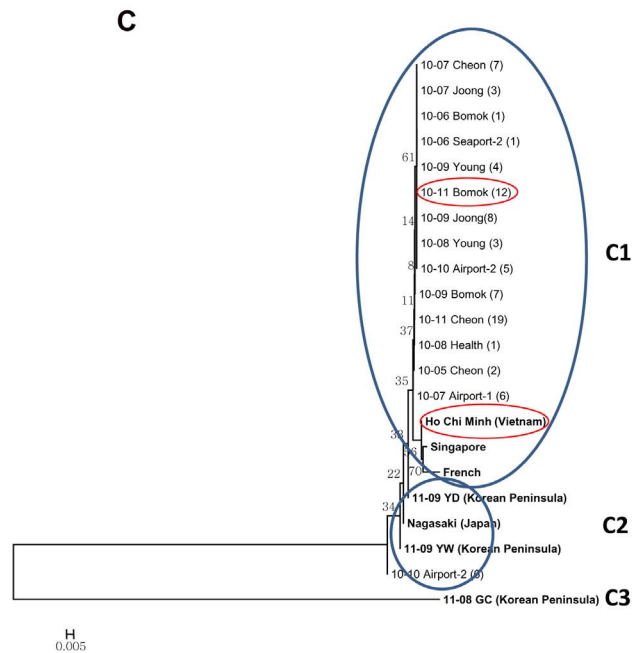 C
10-07 Cheon (7)
10-07 Joong (3)
10-06 Bomok (1)
10-06 Seaport-2 (1)
61
10-09 Young (4)
10-11 Bomok (12)
14
10-09 Joong(8)
10-08 Young (3)
C1
8
10-10 Airport-2 (5)
10-09 Bomok (7)
11
10-11 Cheon (19)
37
10-08 Health (1)
10-05 Cheon (2)
35
10-07 Airport-1 (6)
Ho Chi Minh (Vietnam)
33
Singapore
70
French
22
11-09 YD (Korean Peninsula)
34
Nagasaki (Japan)
C2
11-09 YW (Korean Peninsula)
10-10 Airport-2 (6)
11-08 GC (Korean Peninsula)
C3
H
0.005